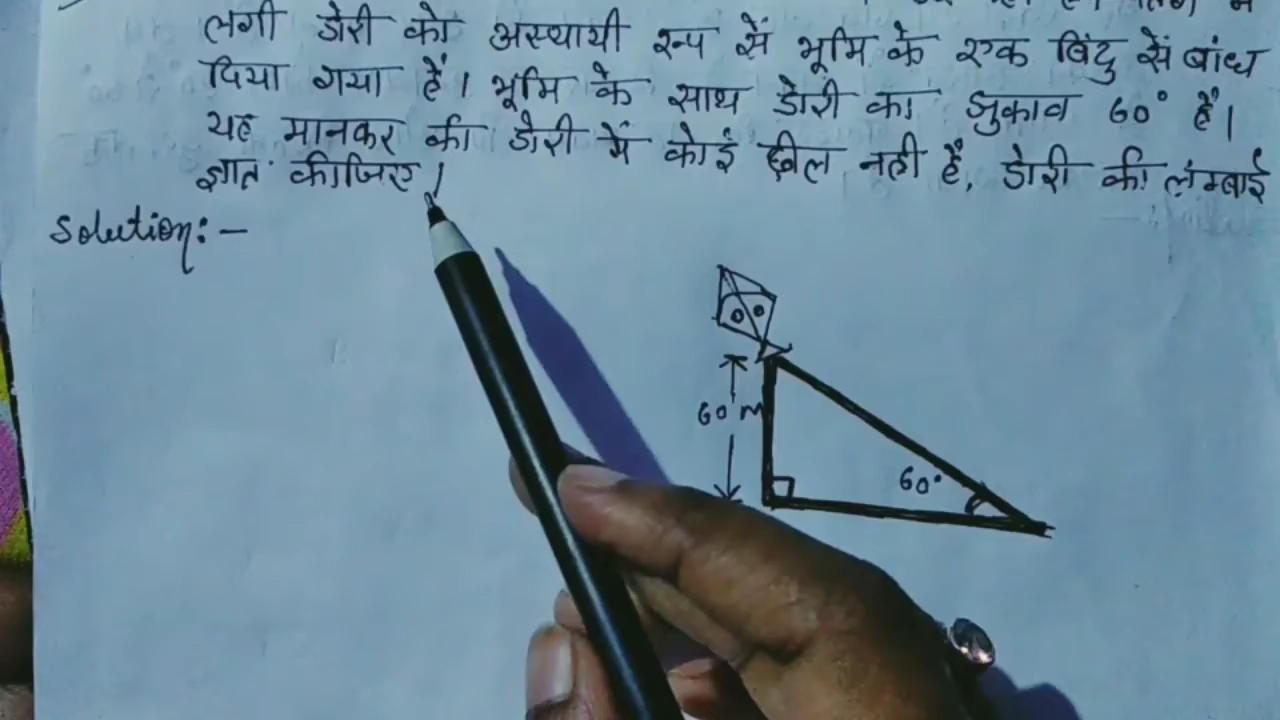 लगी डोरी को अस्थायी रूप सें भूमि के एक बिंदु सें बांध
दिया गया हैं। भूमि के साथ डोरी का झुकाव 60° हैं।
यह मानकर की डोरी में कोई ढील नही हैं, डोरी की लंम्बाई
ज्ञात कीजिए।
Solution:-
60 m
60°